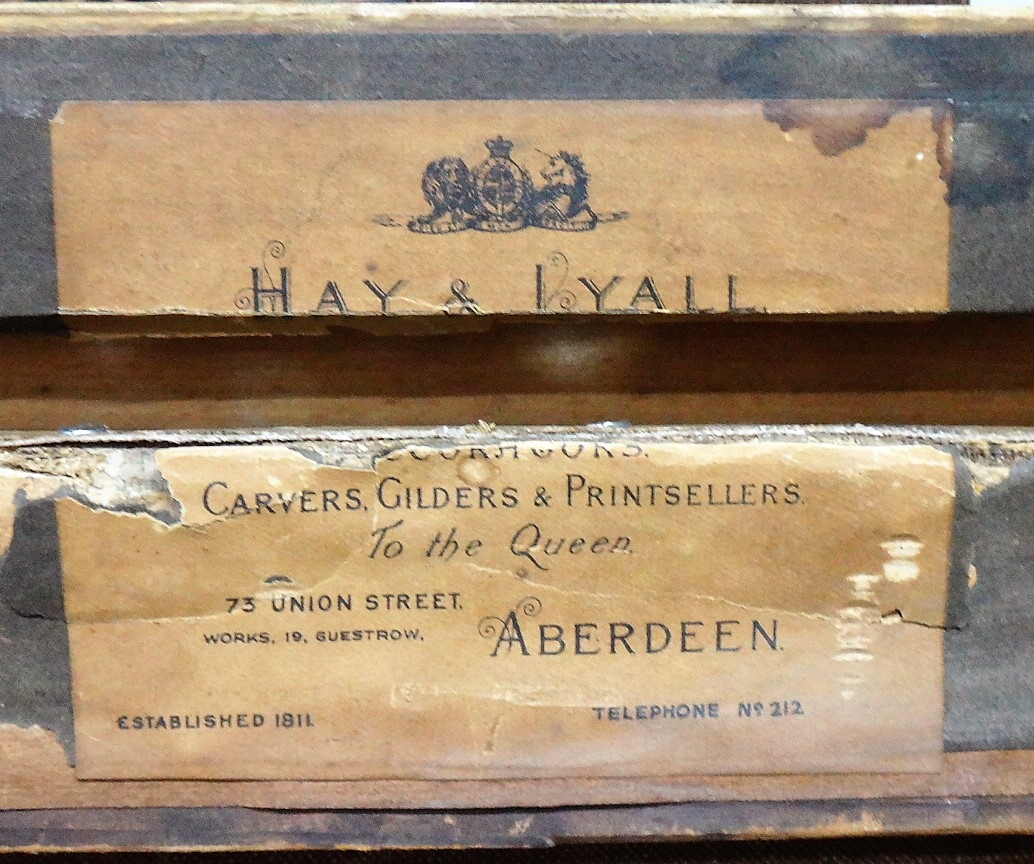 HAY & LYALL
CARVERS, GILDERS & PRINTSELLERS.
To the Queen.
73 UNION STREET.
WORKS, 19, GUESTROW,
ABERDEEN.
ESTABLISHED 1811.
TELEPHONE Nº 212